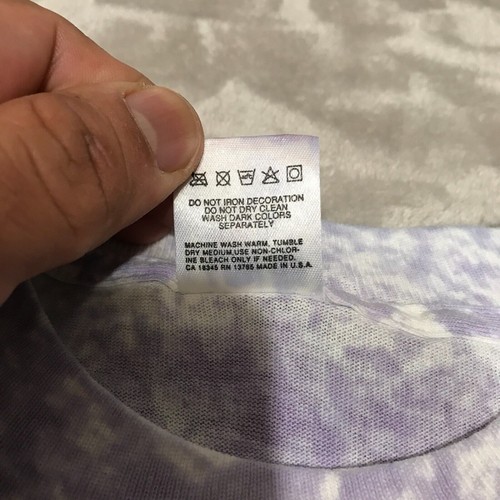 DO NOT IRON DECORATION
DO NOT DRY CLEAN
WASH DARK COLORS
SEPARATELY
MACHINE WASH WARM, TUMBLE
DRY MEDIUM,USE NON-CHLOR-
INE BLEACH ONLY IF NEEDED.
CA 16345 RN 13765 MADE IN U.S.A.